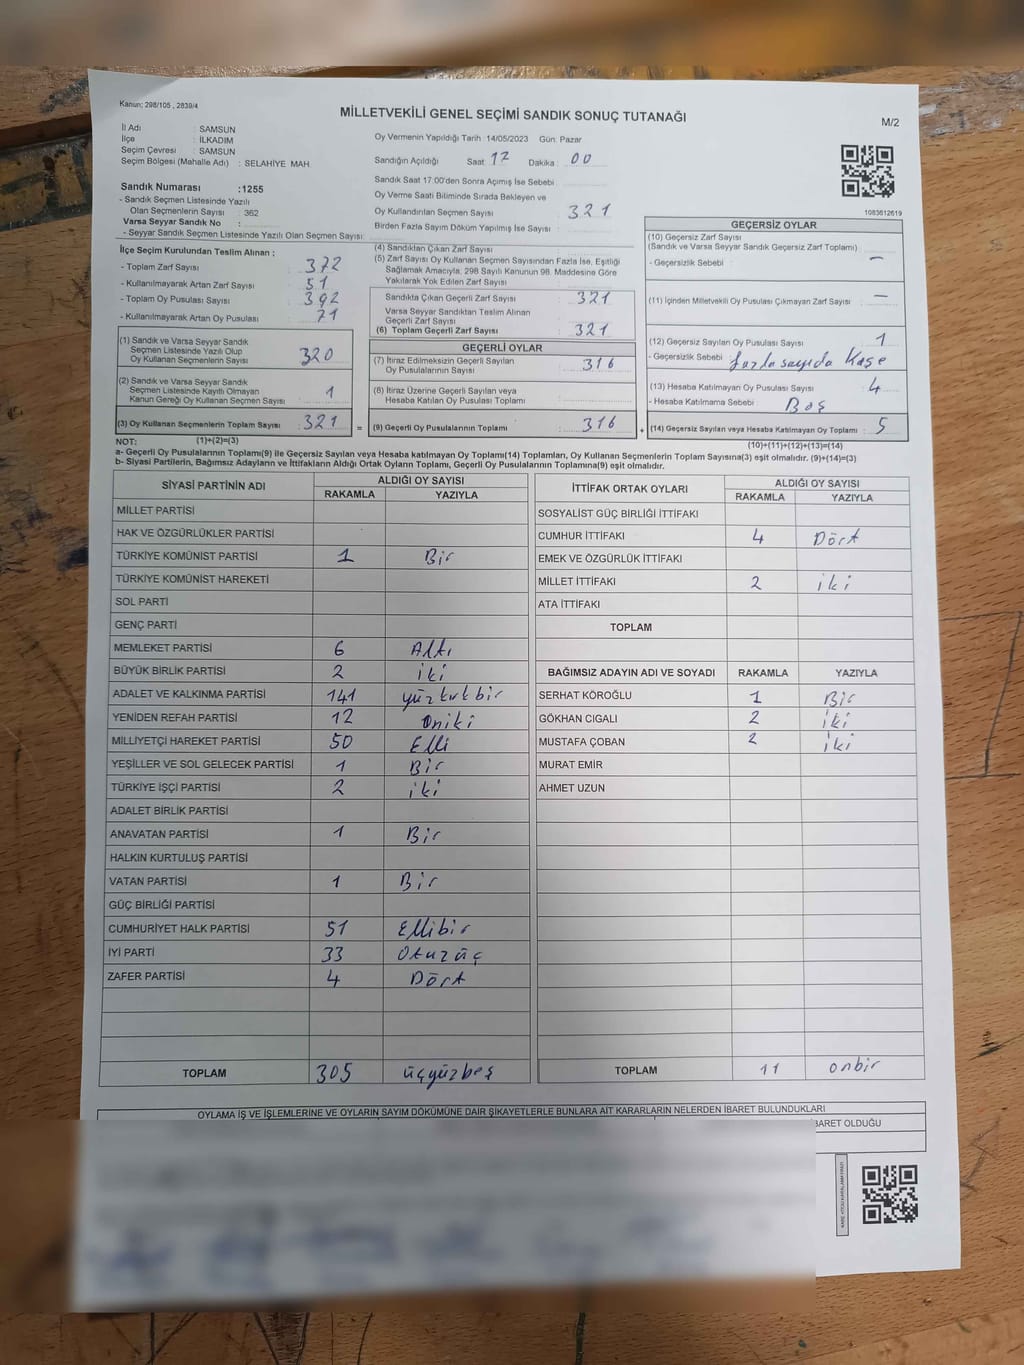 Kanun; 298/105 , 2839/4
MİLLETVEKİLİ GENEL SEÇİMİ SANDIK SONUÇ TUTANAĞI
M/2
İl Adı : SAMSUN
İlçe : İLKADIM
Seçim Çevresi : SAMSUN
Seçim Bölgesi (Mahalle Adı) : SELAHİYE MAH.
Sandık Numarası :1255
- Sandık Seçmen Listesinde Yazılı
Olan Seçmenlerin Sayısı : 362
Varsa Seyyar Sandık No :
- Seyyar Sandık Seçmen Listesinde Yazılı Olan Seçmen Sayısı:
Oy Vermenin Yapıldığı Tarih :14/05/2023 Gün: Pazar
Sandığın Açıldığı Saat 17 Dakika : 00
Sandık Saat 17:00'den Sonra Açımış İse Sebebi :
Oy Verme Saati Bitiminde Sırada Bekleyen ve
Oy Kullandırılan Seçmen Sayısı 321
Birden Fazla Sayım Döküm Yapılmış İse Sayısı :
1083612619
İlçe Seçim Kurulundan Teslim Alınan :
- Toplam Zarf Sayısı : 372
- Kullanılmayarak Artan Zarf Sayısı : 51
- Toplam Oy Pusulası Sayısı : 392
- Kullanılmayarak Artan Oy Pusulası : 71
(1) Sandık ve Varsa Seyyar Sandık
Seçmen Listesinde Yazılı Olup
Oy Kullanan Seçmenlerin Sayısı 320
(2) Sandık ve Varsa Seyyar Sandık
Seçmen Listesinde Kayıtlı Olmayan
Kanun Gereği Oy Kullanan Seçmen Sayısı 1
(3) Oy Kullanan Seçmenlerin Toplam Sayısı : 321 =
(4) Sandıktan Çıkan Zarf Sayısı
(5) Zarf Sayısı Oy Kullanan Seçmen Sayısından Fazla İse, Eşitliği
Sağlamak Amacıyla, 298 Sayılı Kanunun 98. Maddesine Göre
Yakılarak Yok Edilen Zarf Sayısı
Sandıkta Çıkan Geçerli Zarf Sayısı 321
Varsa Seyyar Sandıktan Teslim Alınan
Geçerli Zarf Sayısı
(6) Toplam Geçerli Zarf Sayısı 321
GEÇERLİ OYLAR
(7) İtiraz Edilmeksizin Geçerli Sayılan
Oy Pusulalarının Sayısı 316
(8) İtiraz Üzerine Geçerli Sayılan veya
Hesaba Katılan Oy Pusulası Toplamı
(9) Geçerli Oy Pusulalarının Toplamı 316 +
GEÇERSİZ OYLAR
(10) Geçersiz Zarf Sayısı
(Sandık ve Varsa Seyyar Sandık Geçersiz Zarf Toplamı)
- Geçersizlik Sebebi : –
(11) İçinden Milletvekili Oy Pusulası Çıkmayan Zarf Sayısı : –
(12) Geçersiz Sayılan Oy Pusulası Sayısı : 1
- Geçersizlik Sebebi : fazla sayıda Kaşe
(13) Hesaba Katılmayan Oy Pusulası Sayısı : 4
- Hesaba Katılmama Sebebi : Boş
(14) Geçersiz Sayılan veya Hesaba Katılmayan Oy Toplamı : 5
NOT: (1)+(2)=(3) (10)+(11)+(12)+(13)=(14)
a- Geçerli Oy Pusulalarının Toplamı(9) ile Geçersiz Sayılan veya Hesaba katılmayan Oy Toplamı(14) Toplamları, Oy Kullanan Seçmenlerin Toplam Sayısına(3) eşit olmalıdır. (9)+(14)=(3)
b- Siyasi Partilerin, Bağımsız Adayların ve İttifakların Aldığı Ortak Oyların Toplamı, Geçerli Oy Pusulalarının Toplamına(9) eşit olmalıdır.
SİYASİ PARTİNİN ADI ALDIĞI OY SAYISI
RAKAMLA YAZIYLA
MİLLET PARTİSİ
HAK VE ÖZGÜRLÜKLER PARTİSİ
TÜRKİYE KOMÜNİST PARTİSİ 1 Bir
TÜRKİYE KOMÜNİST HAREKETİ
SOL PARTİ
GENÇ PARTİ
MEMLEKET PARTİSİ 6 Altı
BÜYÜK BİRLİK PARTİSİ 2 iki
ADALET VE KALKINMA PARTİSİ 141 yüzkırkbir
YENİDEN REFAH PARTİSİ 12 Oniki
MİLLİYETÇİ HAREKET PARTİSİ 50 Elli
YEŞİLLER VE SOL GELECEK PARTİSİ 1 Bir
TÜRKİYE İŞÇİ PARTİSİ 2 iki
ADALET BİRLİK PARTİSİ
ANAVATAN PARTİSİ 1 Bir
HALKIN KURTULUŞ PARTİSİ
VATAN PARTİSİ 1 Bir
GÜÇ BİRLİĞİ PARTİSİ
CUMHURİYET HALK PARTİSİ 51 Ellibir
İYİ PARTİ 33 Otuzüç
ZAFER PARTİSİ 4 Dört
TOPLAM 305 üçyüzbeş
İTTİFAK ORTAK OYLARI ALDIĞI OY SAYISI
RAKAMLA YAZIYLA
SOSYALİST GÜÇ BİRLİĞİ İTTİFAKI
CUMHUR İTTİFAKI 4 Dört
EMEK VE ÖZGÜRLÜK İTTİFAKI
MİLLET İTTİFAKI 2 iki
ATA İTTİFAKI
TOPLAM
BAĞIMSIZ ADAYIN ADI VE SOYADI RAKAMLA YAZIYLA
SERHAT KÖROĞLU 1 Bir
GÖKHAN CIGALI 2 iki
MUSTAFA ÇOBAN 2 iki
MURAT EMİR
AHMET UZUN
TOPLAM 11 onbir
OYLAMA İŞ VE İŞLEMLERİNE VE OYLARIN SAYIM DÖKÜMÜNE DAİR ŞİKAYETLERLE BUNLARA AİT KARARLARIN NELERDEN İBARET BULUNDUKLARI
BARET OLDUĞU